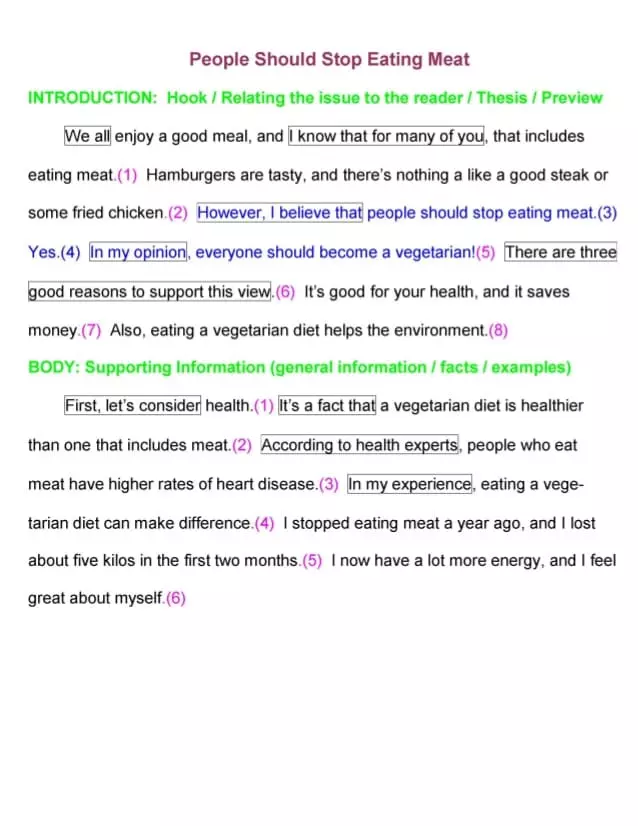 People Should Stop Eating Meat
INTRODUCTION: Hook / Relating the issue to the reader / Thesis / Preview
We all enjoy a good meal, and I know that for many of you, that includes
eating meat.(1) Hamburgers are tasty, and there's nothing a like a good steak or
some fried chicken.(2) However, I believe that people should stop eating meat.(3)
Yes.(4) In my opinion, everyone should become a vegetarian!(5) There are three
good reasons to support this view.(6) It's good for your health, and it saves
money.(7) Also, eating a vegetarian diet helps the environment.(8)
BODY: Supporting Information (general information / facts / examples)
First, let's consider health.(1) It's a fact that a vegetarian diet is healthier
than one that includes meat.(2) According to health experts, people who eat
meat have higher rates of heart disease.(3) In my experience, eating a vege-
tarian diet can make difference.(4) I stopped eating meat a year ago, and I lost
about five kilos in the first two months.(5) I now have a lot more energy, and I feel
great about myself.(6)